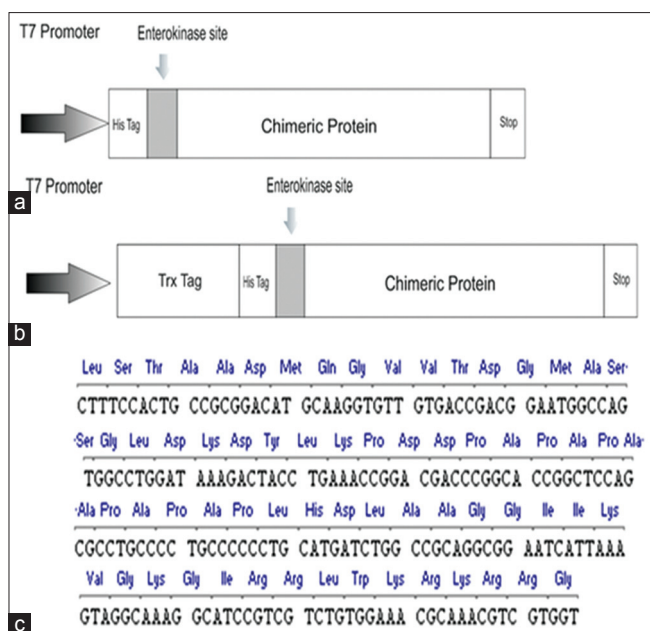 T7 Promoter
Enterokinase site
His Tag
Chimeric Protein
Stop
a
T7 Promoter
Enterokinase site
Trx Tag
His Tag
Chimeric Protein
Stop
b
Leu Ser Thr Ala Ala Asp Met Gln Gly Val Val Thr Asp Gly Met Ala Ser·
CTTTCCACTG CCGCGGACAT GCAAGGTGTT GTGACCGACG GAATGGCCAG
·Ser Gly Leu Asp Lys Asp Tyr Leu Lys Pro Asp Asp Pro Ala Pro Ala Pro Ala·
TGGCCTGGAT AAAGACTACC TGAAACCGGA CGACCCGGCA CCGGCTCCAG
·Ala Pro Ala Pro Ala Pro Leu His Asp Leu Ala Ala Gly Gly Ile Ile Lys
CGCCTGCCCC TGCCCCCCTG CATGATCTGG CCGCAGGCGG AATCATTAAA
Val Gly Lys Gly Ile Arg Arg Leu Trp Lys Arg Lys Arg Arg Gly
GTAGGCAAAG GCATCCGTCG TCTGTGGAAA CGCAAACGTC GTGGT
c